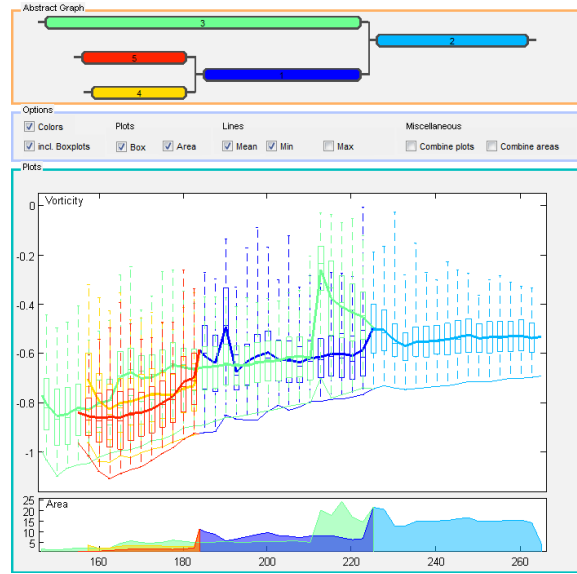 Abstract Graph
3
2
5
4
Options
Colors Plots Lines Miscellaneous
incl. Boxplots Box Area Mean Min Max Combine plots Combine areas
Plots
Vorticity
0
-0.2
-0.4
-0.6
-0.8
-1
Area
25
20
15
10
5
160 180 200 220 240 260